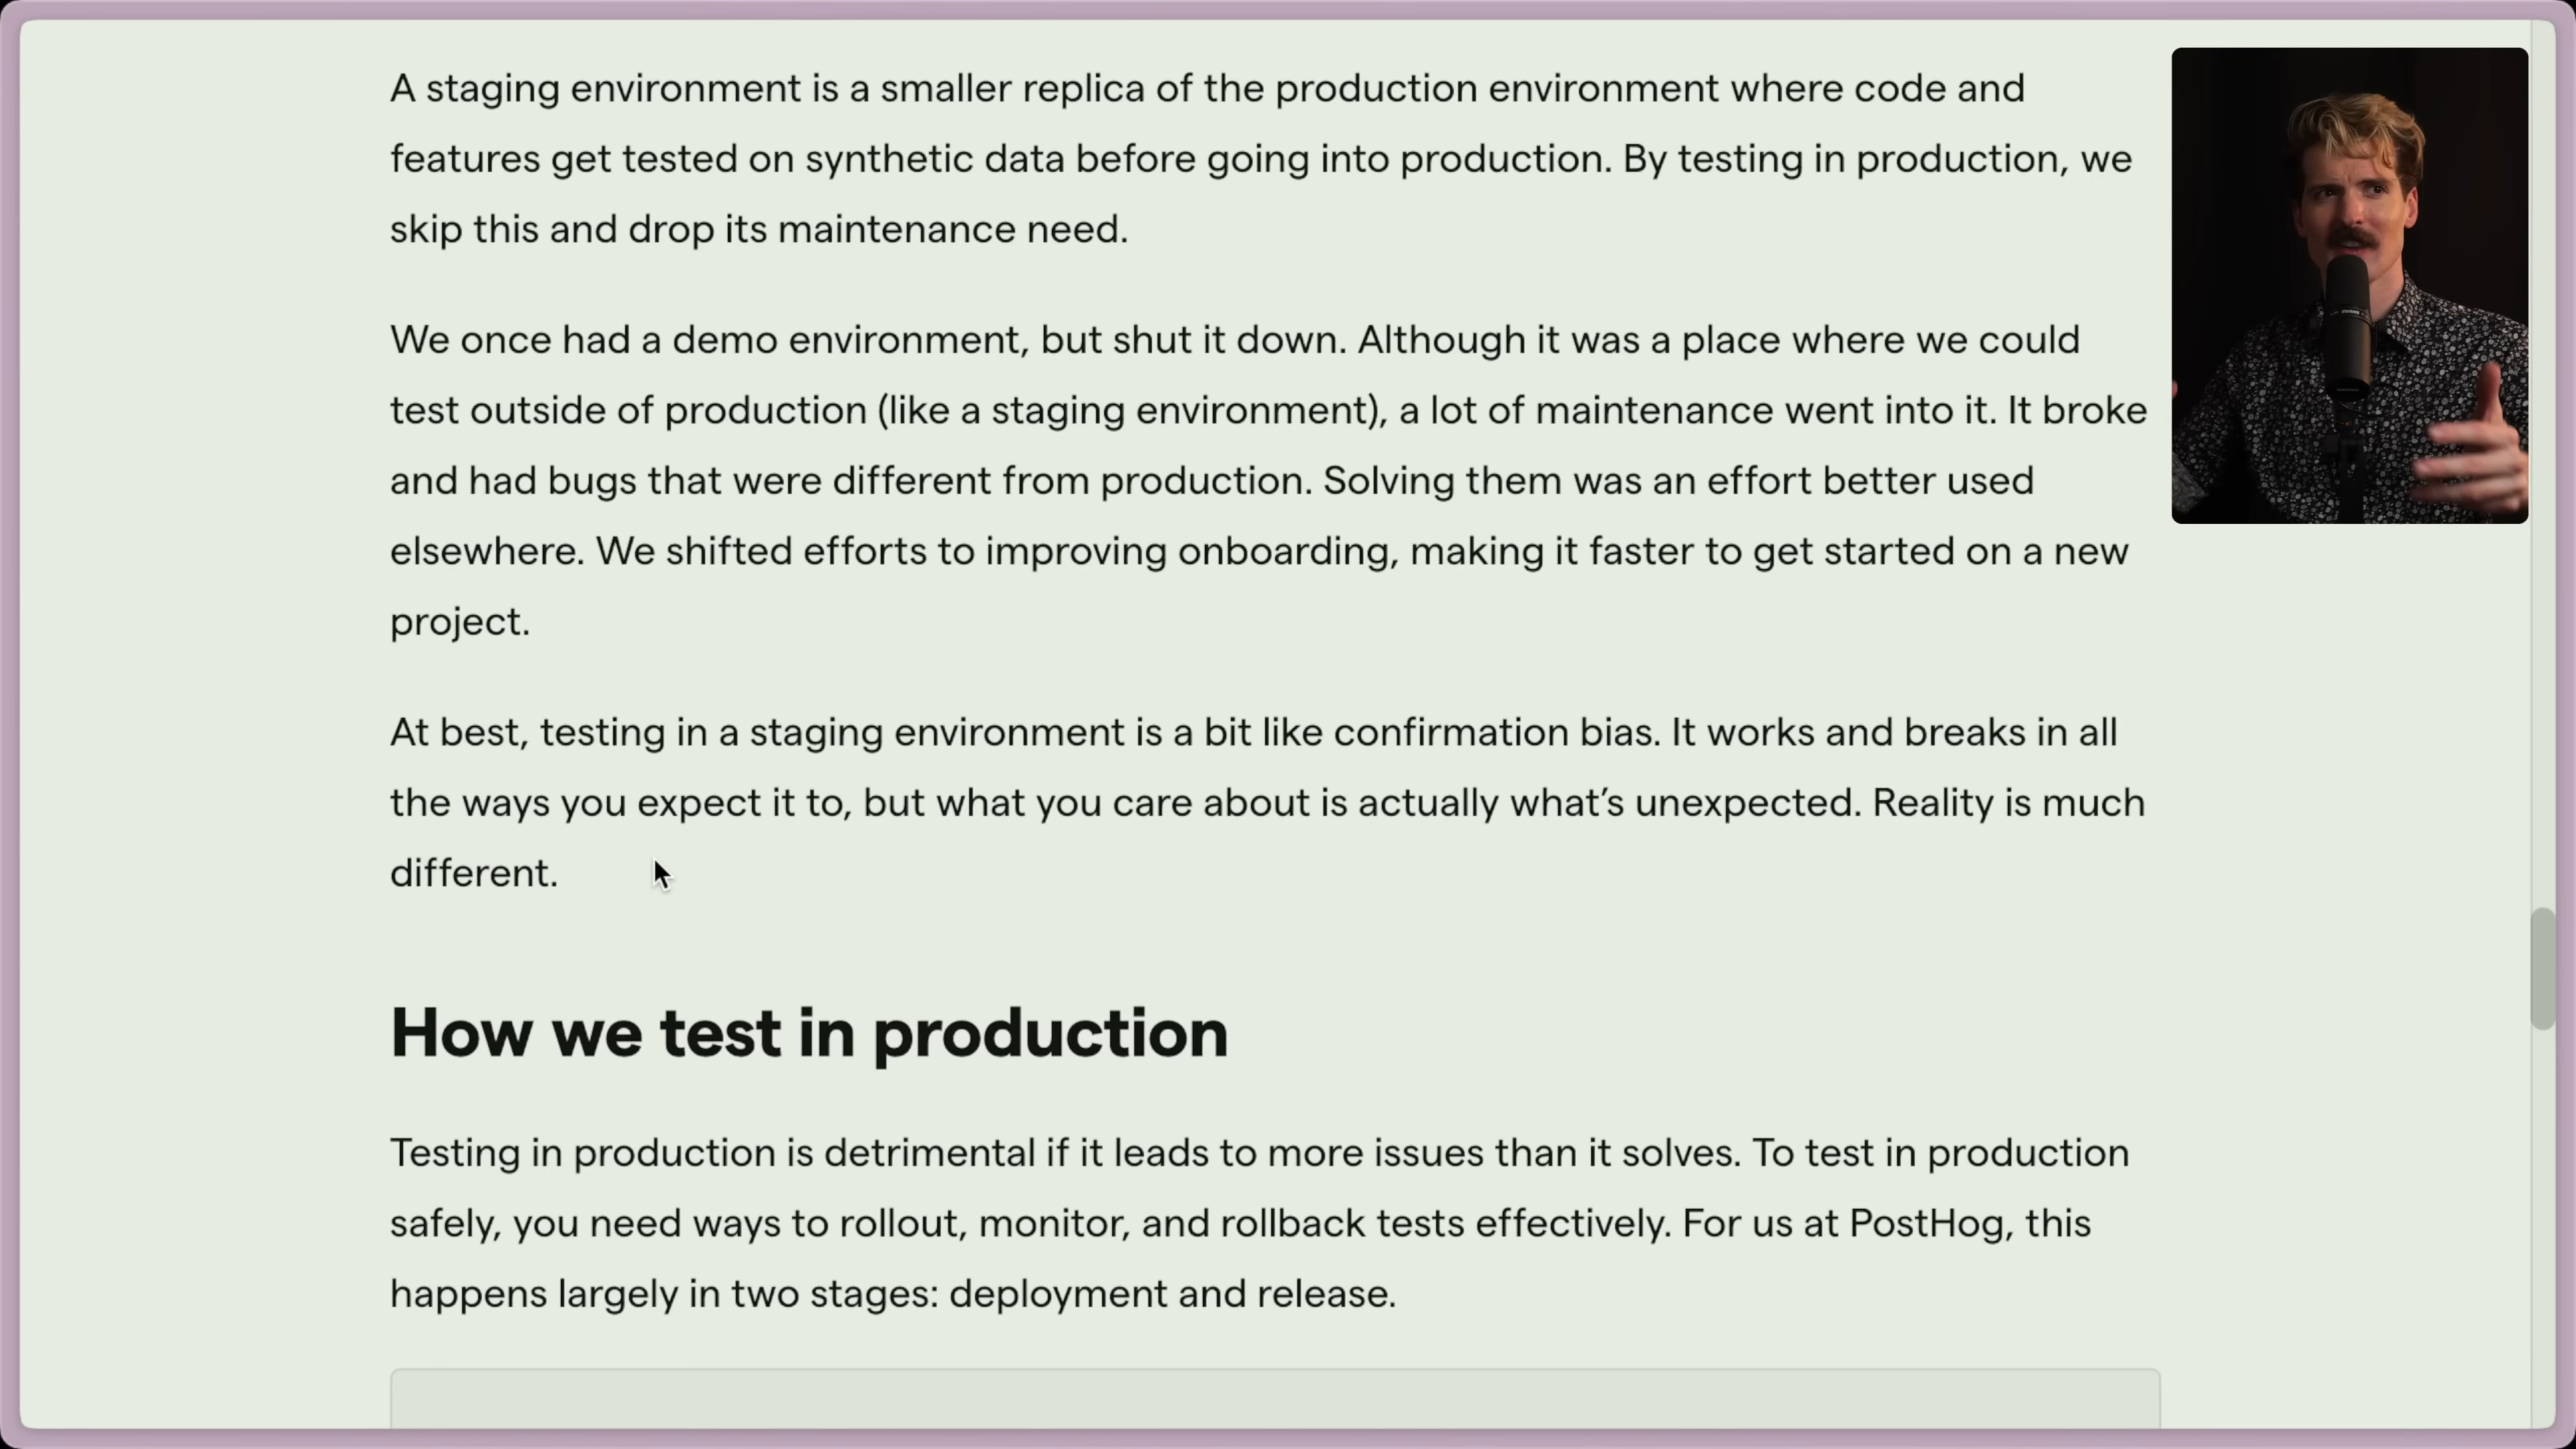 A staging environment is a smaller replica of the production environment where code and
features get tested on synthetic data before going into production. By testing in production, we
skip this and drop its maintenance need.
We once had a demo environment, but shut it down. Although it was a place where we could
test outside of production (like a staging environment), a lot of maintenance went into it. It broke
and had bugs that were different from production. Solving them was an effort better used
elsewhere. We shifted efforts to improving onboarding, making it faster to get started on a new
project.
At best, testing in a staging environment is a bit like confirmation bias. It works and breaks in all
the ways you expect it to, but what you care about is actually what’s unexpected. Reality is much
different.
How we test in production
Testing in production is detrimental if it leads to more issues than it solves. To test in production
safely, you need ways to rollout, monitor, and rollback tests effectively. For us at PostHog, this
happens largely in two stages: deployment and release.